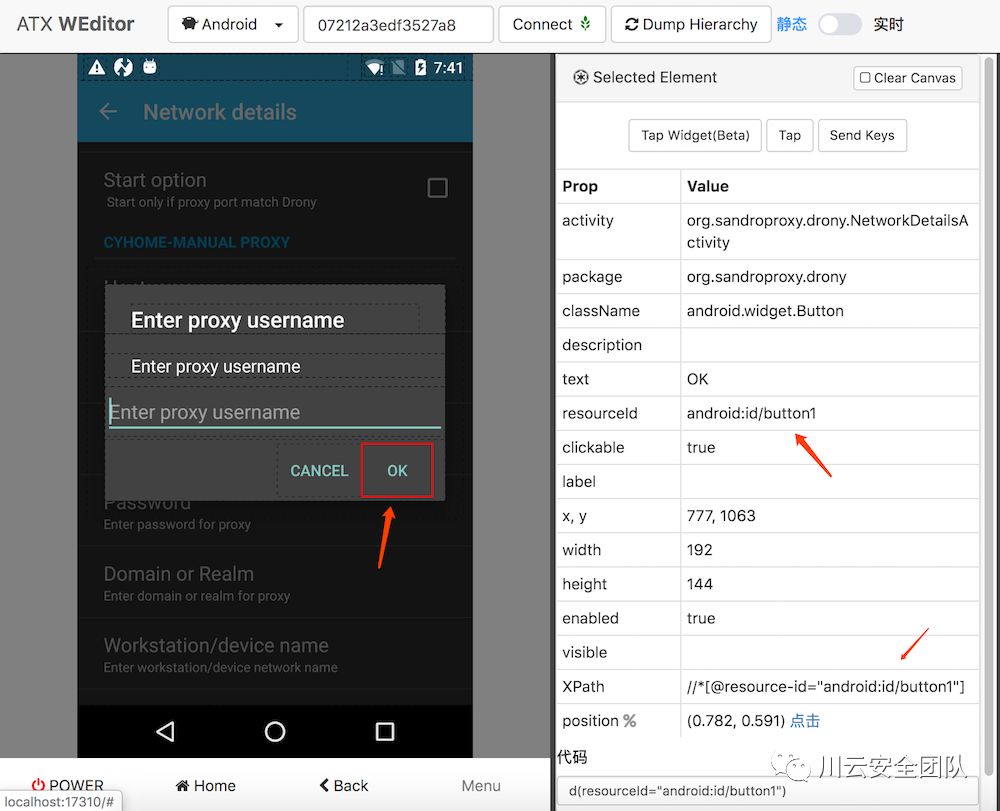 ATX WEditor
Android
07212a3edf3527a8
Connect
Dump Hierarchy
静态
实时
7:41
Network details
Start option
Start only if proxy port match Drony
CYHOME-MANUAL PROXY
Enter proxy username
Enter proxy username
Enter proxy username
CANCEL
OK
Password
Enter password for proxy
Domain or Realm
Enter domain or realm for proxy
Workstation/device name
Enter workstation/device network name
POWER
Home
Back
Menu
localhost:17310/#
Selected Element
Clear Canvas
Tap Widget(Beta)
Tap
Send Keys
Prop Value
activity org.sandroproxy.drony.NetworkDetailsA
ctivity
package org.sandroproxy.drony
className android.widget.Button
description
text OK
resourceId android:id/button1
clickable true
label
x, y 777, 1063
width 192
height 144
enabled true
visible
XPath //*[@resource-id="android:id/button1"]
position % (0.782, 0.591) 点击
代码
d(resourceId="android:id/button1")
川云安全团队